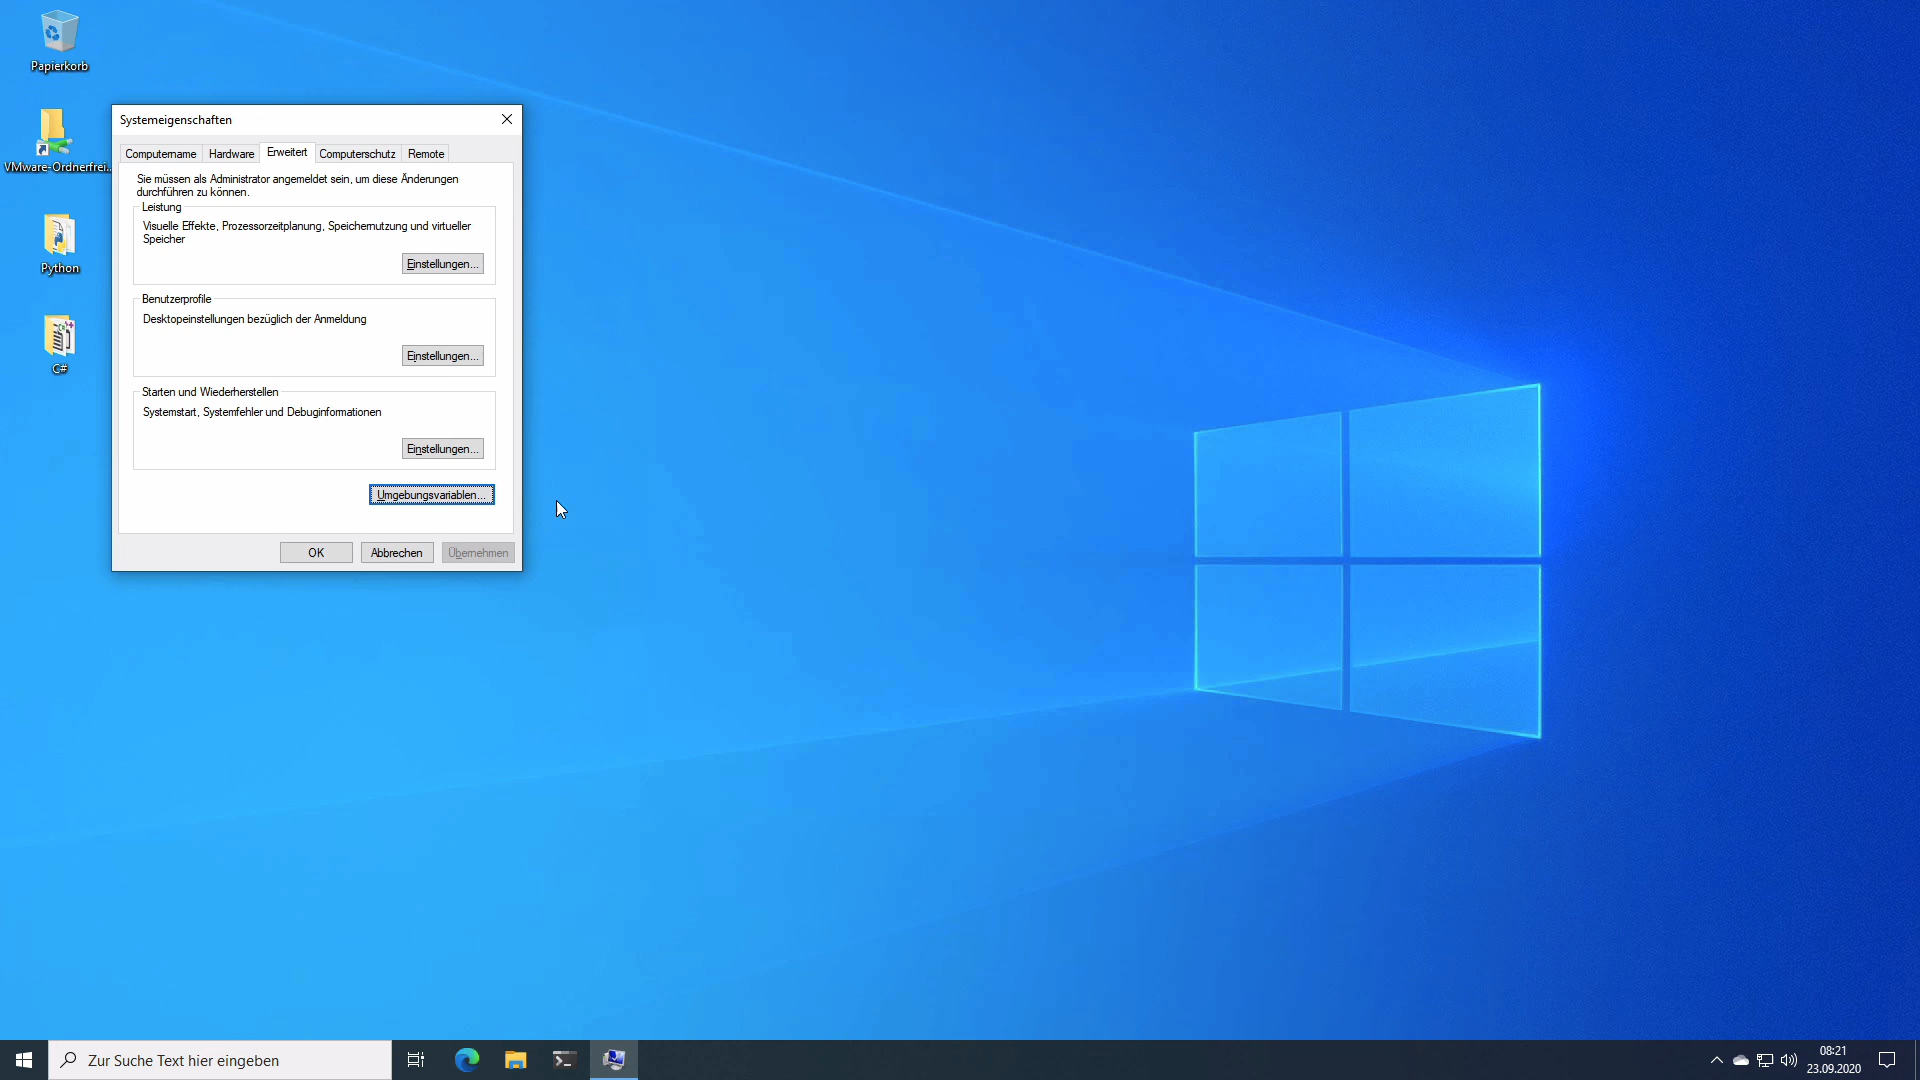 Papierkorb
VMware-Ordnerfrei...
Python
C#
Systemeigenschaften
Computername Hardware Erweitert Computerschutz Remote
Sie müssen als Administrator angemeldet sein, um diese Änderungen
durchführen zu können.
Leistung
Visuelle Effekte, Prozessorzeitplanung, Speichernutzung und virtueller
Speicher
Einstellungen...
Benutzerprofile
Desktopeinstellungen bezüglich der Anmeldung
Einstellungen...
Starten und Wiederherstellen
Systemstart, Systemfehler und Debuginformationen
Einstellungen...
Umgebungsvariablen...
OK Abbrechen Übernehmen
Zur Suche Text hier eingeben
08:21
23.09.2020